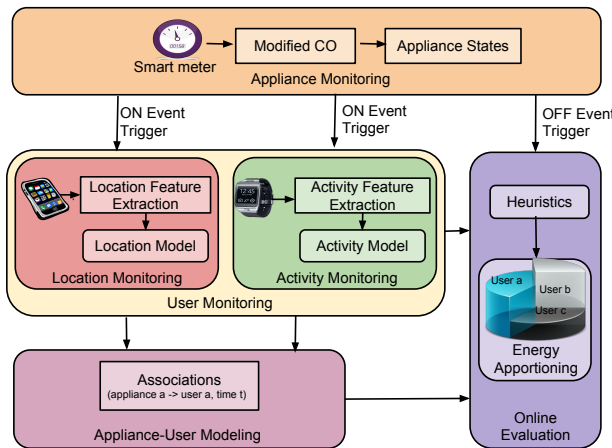 Smart meter
Modified CO
Appliance States
Appliance Monitoring
ON Event
Trigger
ON Event
Trigger
OFF Event
Trigger
Location Feature
Extraction
Location Model
Location Monitoring
Activity Feature
Extraction
Activity Model
Activity Monitoring
User Monitoring
Heuristics
User a
User b
User c
Energy
Apportioning
Online
Evaluation
Associations
(appliance a -> user a, time t)
Appliance-User Modeling